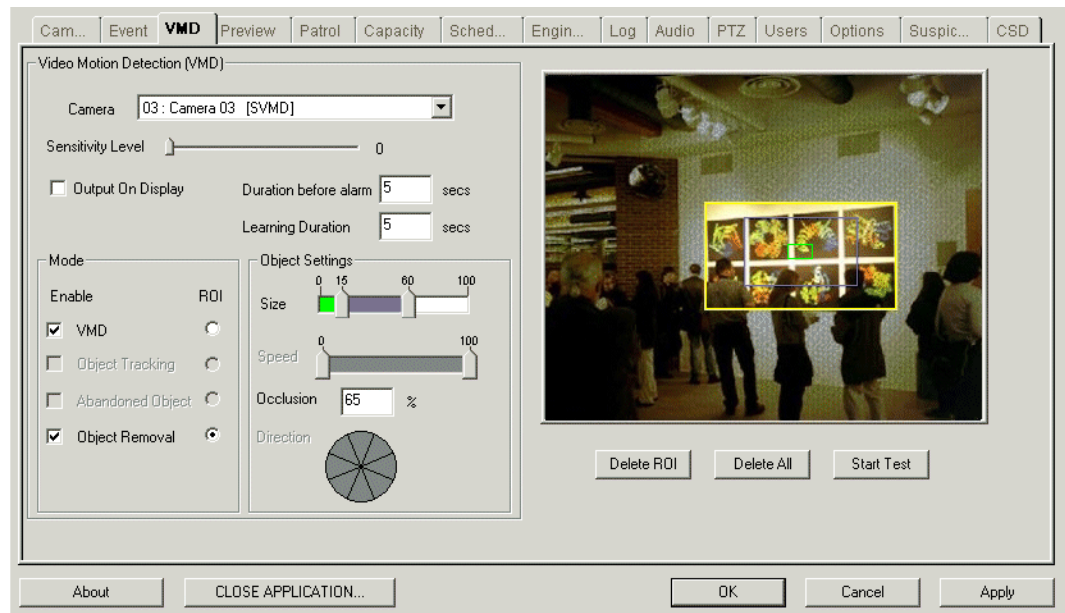 Cam... Event VMD Preview Patrol Capacity Sched... Engin... Log Audio PTZ Users Options Suspic... CSD
Video Motion Detection (VMD)
Camera 03 : Camera 03 [SVMD]
Sensitivity Level 0
Output On Display
Duration before alarm 5 secs
Learning Duration 5 secs
Mode
Enable ROI
VMD
Object Tracking
Abandoned Object
Object Removal
Object Settings
0 15 60 100
Size
0 100
Speed
Occlusion 65 %
Direction
Delete ROI Delete All Start Test
About CLOSE APPLICATION... OK Cancel Apply